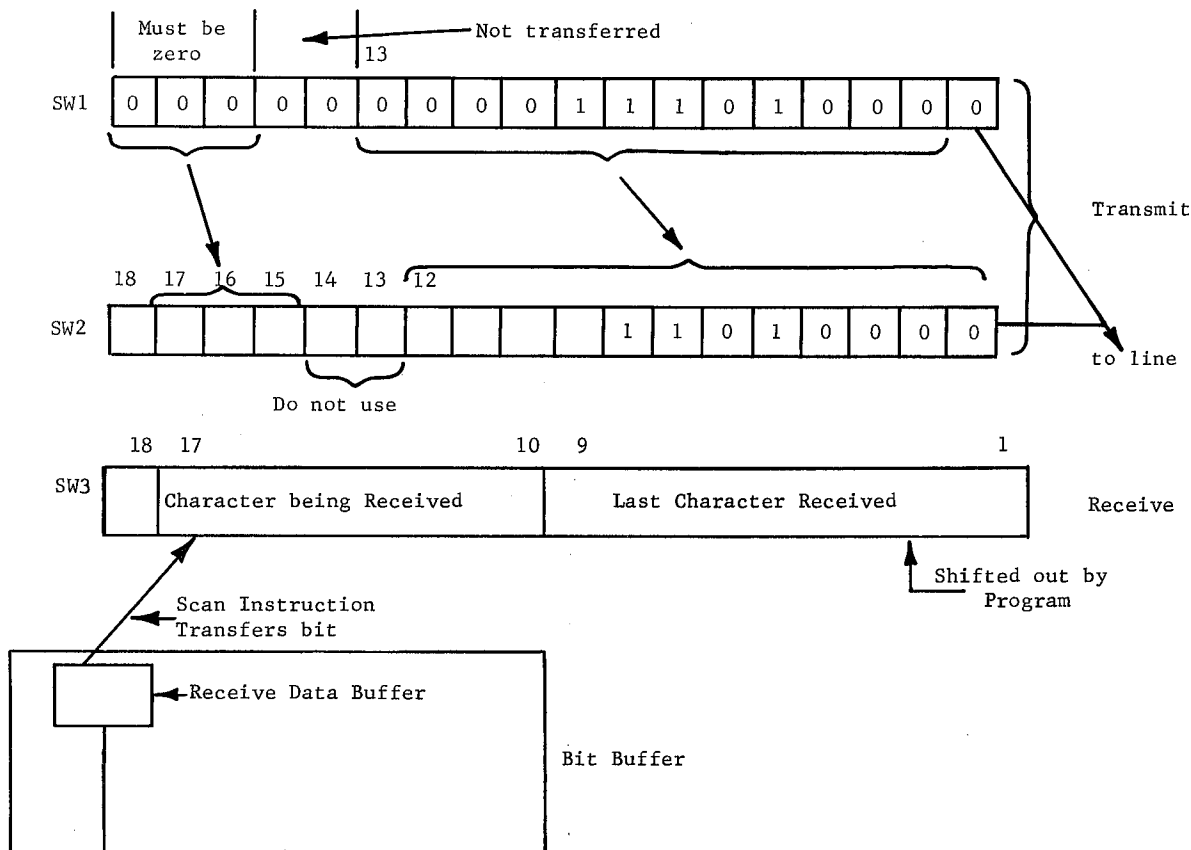 Must be
zero
Not transferred
13
SW1 0 0 0 0 0 0 0 0 0 1 1 1 0 1 0 0 0 0
Transmit
18 17 16 15 14 13 12
SW2 1 1 0 1 0 0 0 0
to line
Do not use
18 17 10 9 1
SW3 Character being Received Last Character Received Receive
Shifted out by
Program
Scan Instruction
Transfers bit
Receive Data Buffer
Bit Buffer